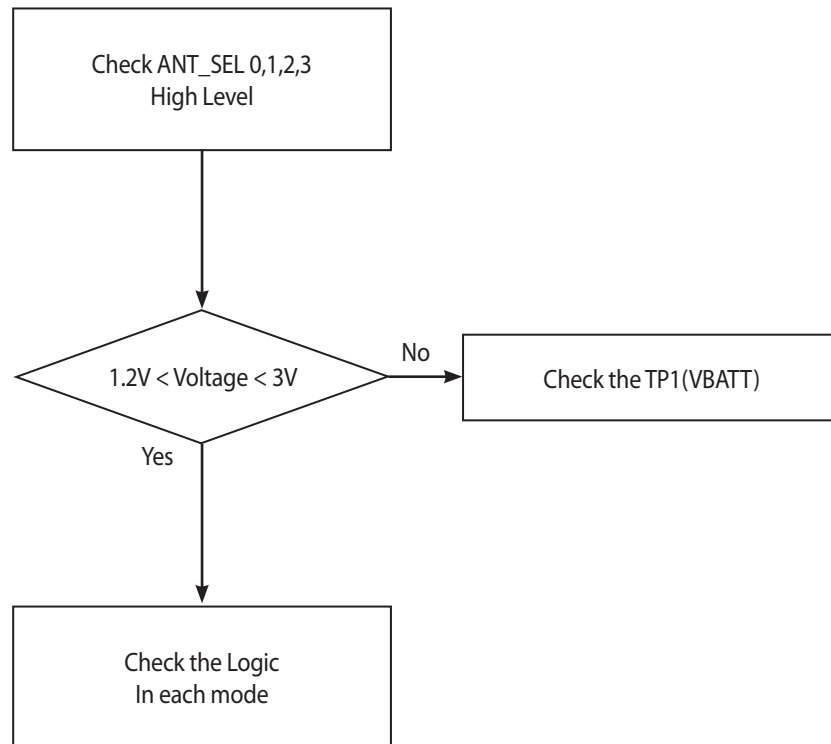 Check ANT_SEL 0,1,2,3
High Level
1.2V < Voltage < 3V
No
Check the TP1(VBATT)
Yes
Check the Logic
In each mode